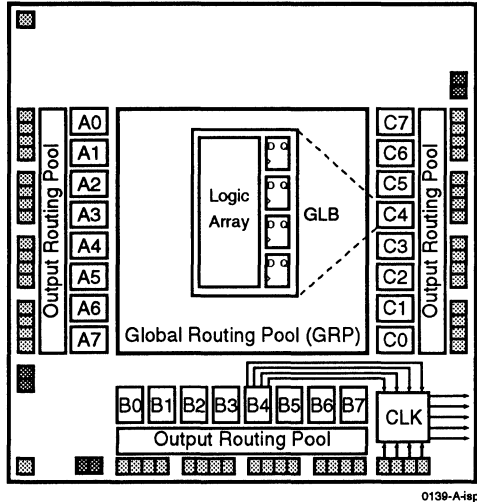 A0
A1
A2
A3
A4
A5
A6
A7
Output Routing Pool
Logic
Array
D Q
D Q
D Q
D Q
GLB
Global Routing Pool (GRP)
C7
C6
C5
C4
C3
C2
C1
C0
Output Routing Pool
B0 B1 B2 B3 B4 B5 B6 B7
Output Routing Pool
CLK
0139-A-isp